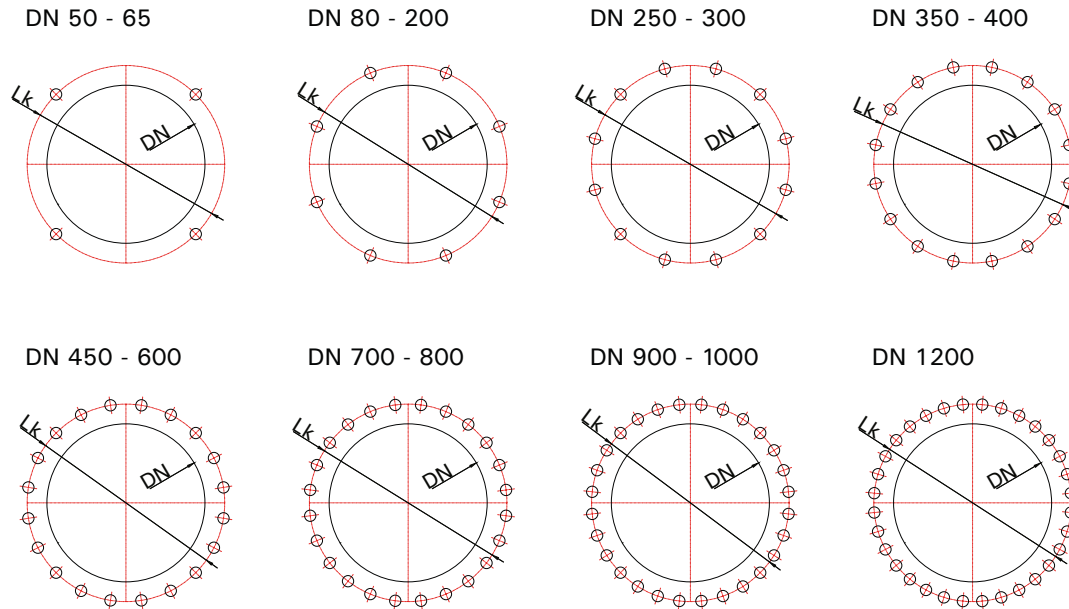 DN 50 - 65
DN 80 - 200
DN 250 - 300
DN 350 - 400
Lk
DN
Lk
DN
Lk
DN
Lk
DN
DN 450 - 600
DN 700 - 800
DN 900 - 1000
DN 1200
Lk
DN
Lk
DN
Lk
DN
Lk
DN